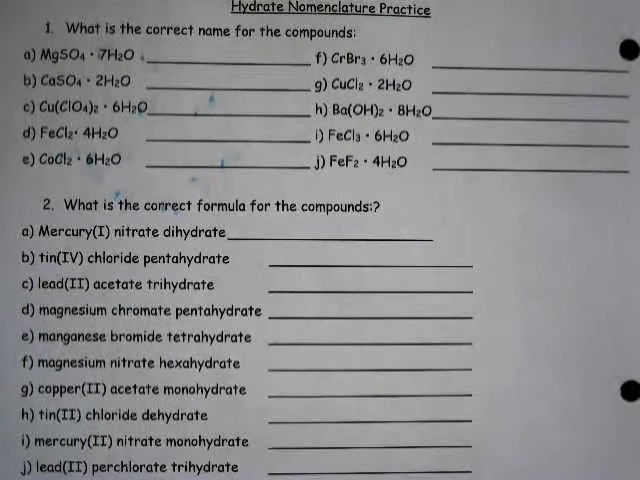 Hydrate Nomenclature Practice
1. What is the correct name for the compounds:
a) MgSO4 · 7H2O
f) CrBr3 · 6H2O
b) CaSO4 · 2H2O
g) CuCl2 · 2H2O
c) Cu(ClO4)2 · 6H2O
h) Ba(OH)2 · 8H2O
d) FeCl2· 4H2O
i) FeCl3 · 6H2O
e) CoCl2 · 6H2O
j) FeF2 · 4H2O
2. What is the correct formula for the compounds:?
a) Mercury(I) nitrate dihydrate
b) tin(IV) chloride pentahydrate
c) lead(II) acetate trihydrate
d) magnesium chromate pentahydrate
e) manganese bromide tetrahydrate
f) magnesium nitrate hexahydrate
g) copper(II) acetate monohydrate
h) tin(II) chloride dehydrate
i) mercury(II) nitrate monohydrate
j) lead(II) perchlorate trihydrate